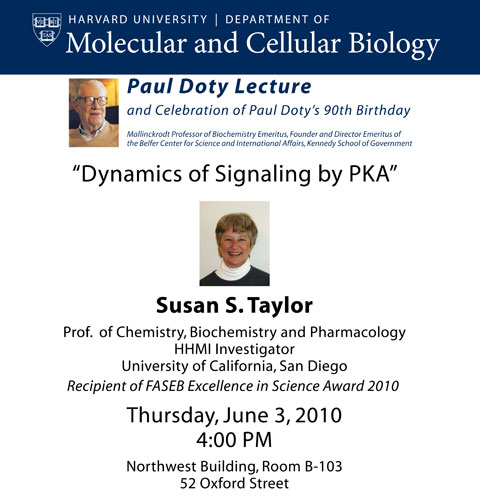 HARVARD UNIVERSITY | DEPARTMENT OF
Molecular and Cellular Biology
Paul Doty Lecture
and Celebration of Paul Doty's 90th Birthday
Mallinckrodt Professor of Biochemistry Emeritus, Founder and Director Emeritus of
the Belfer Center for Science and International Affairs, Kennedy School of Government
“Dynamics of Signaling by PKA”
Susan S. Taylor
Prof. of Chemistry, Biochemistry and Pharmacology
HHMI Investigator
University of California, San Diego
Recipient of FASEB Excellence in Science Award 2010
Thursday, June 3, 2010
4:00 PM
Northwest Building, Room B-103
52 Oxford Street